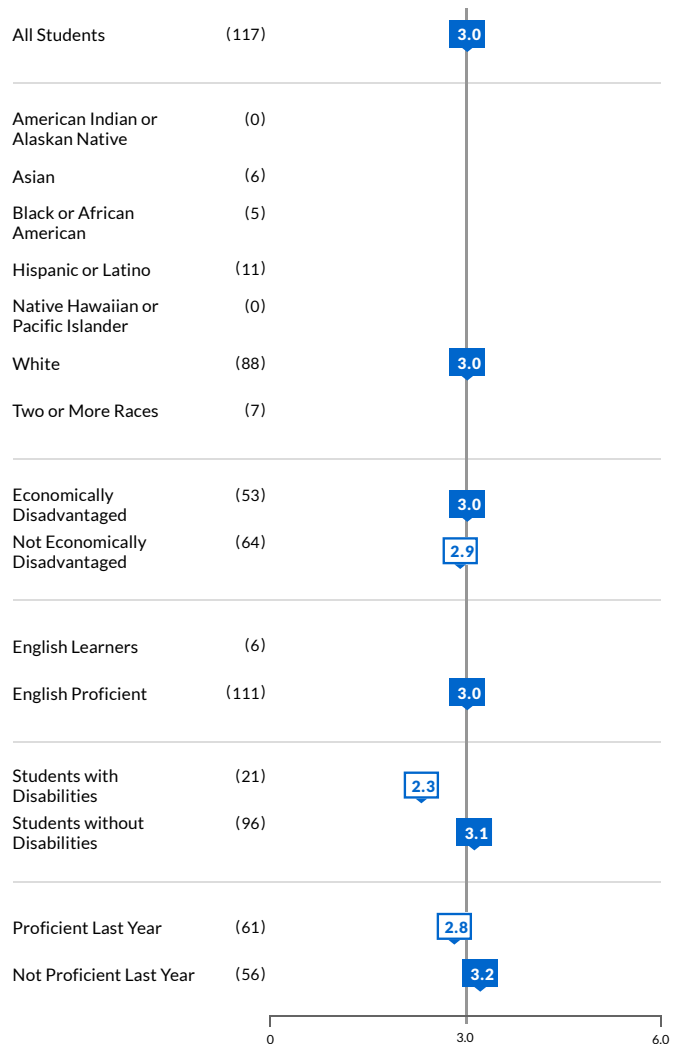 All Students (117) 3.0
American Indian or
Alaskan Native (0)
Asian (6)
Black or African
American (5)
Hispanic or Latino (11)
Native Hawaiian or
Pacific Islander (0)
White (88) 3.0
Two or More Races (7)
Economically
Disadvantaged (53) 3.0
Not Economically
Disadvantaged (64) 2.9
English Learners (6)
English Proficient (111) 3.0
Students with
Disabilities (21) 2.3
Students without
Disabilities (96) 3.1
Proficient Last Year (61) 2.8
Not Proficient Last Year (56) 3.2
0 3.0 6.0